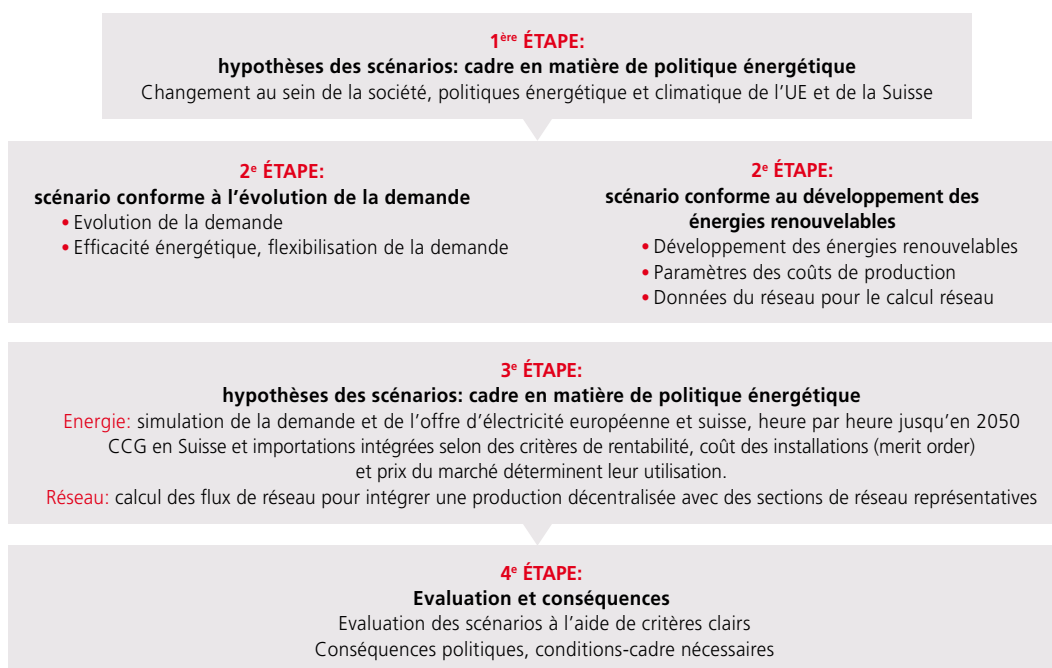 1ère ÉTAPE:
hypothèses des scénarios: cadre en matière de politique énergétique
Changement au sein de la société, politiques énergétique et climatique de l’UE et de la Suisse
2e ÉTAPE:
scénario conforme à l’évolution de la demande
• Evolution de la demande
• Efficacité énergétique, flexibilisation de la demande
2e ÉTAPE:
scénario conforme au développement des
énergies renouvelables
• Développement des énergies renouvelables
• Paramètres des coûts de production
• Données du réseau pour le calcul réseau
3e ÉTAPE:
hypothèses des scénarios: cadre en matière de politique énergétique
Energie: simulation de la demande et de l’offre d’électricité européenne et suisse, heure par heure jusqu’en 2050
CCG en Suisse et importations intégrées selon des critères de rentabilité, coût des installations (merit order)
et prix du marché déterminent leur utilisation.
Réseau: calcul des flux de réseau pour intégrer une production décentralisée avec des sections de réseau représentatives
4e ÉTAPE:
Evaluation et conséquences
Evaluation des scénarios à l’aide de critères clairs
Conséquences politiques, conditions-cadre nécessaires